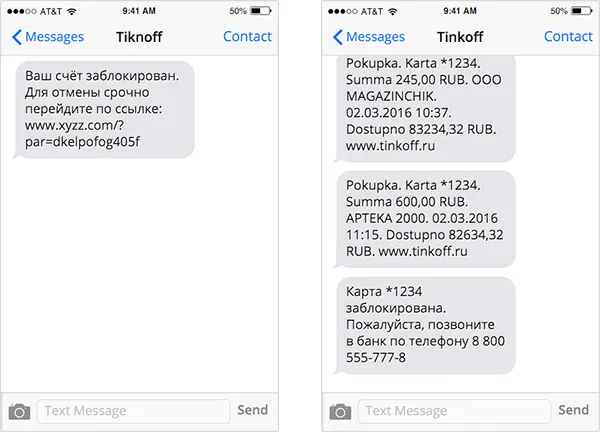 AT&T 9:41 AM 50%
Messages Tiknoff Contact
Ваш счёт заблокирован.
Для отмены срочно
перейдите по ссылке:
www.xyzz.com/?
par=dkelpofog405f
Text Message Send
AT&T 9:41 AM 50%
Messages Tinkoff Contact
Pokupka. Karta *1234.
Summa 245,00 RUB. OOO
MAGAZINCHIK.
02.03.2016 10:37.
Dostupno 83234,32 RUB.
www.tinkoff.ru
Pokupka. Karta *1234.
Summa 600,00 RUB.
APTEKA 2000. 02.03.2016
11:15. Dostupno 82634,32
RUB. www.tinkoff.ru
Карта *1234
заблокирована.
Пожалуйста, позвоните
в банк по телефону 8 800
555-777-8
Text Message Send